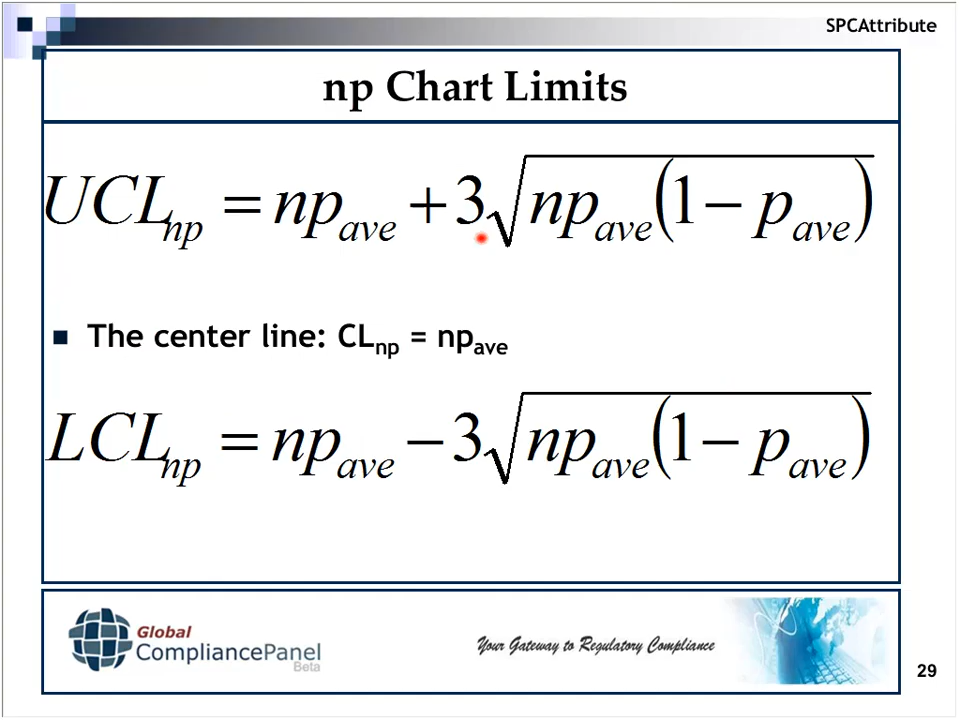 SPCAttribute
np Chart Limits
UCLnp = npave + 3√npave(1 − pave)
■ The center line: CLnp = npave
LCLnp = npave − 3√npave(1 − pave)
Global
CompliancePanel
Beta
Your Gateway to Regulatory Compliance
29